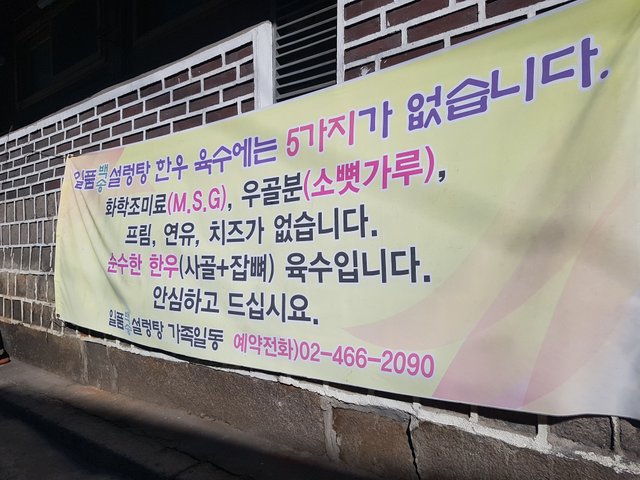 일품백송설렁탕 한우 육수에는 5가지가 없습니다.
화학조미료(M.S.G), 우골분(소뼛가루),
프림, 연유, 치즈가 없습니다.
순수한 한우(사골+잡뼈) 육수입니다.
안심하고 드십시요.
일품백송설렁탕 가족일동 예약전화)02-466-2090